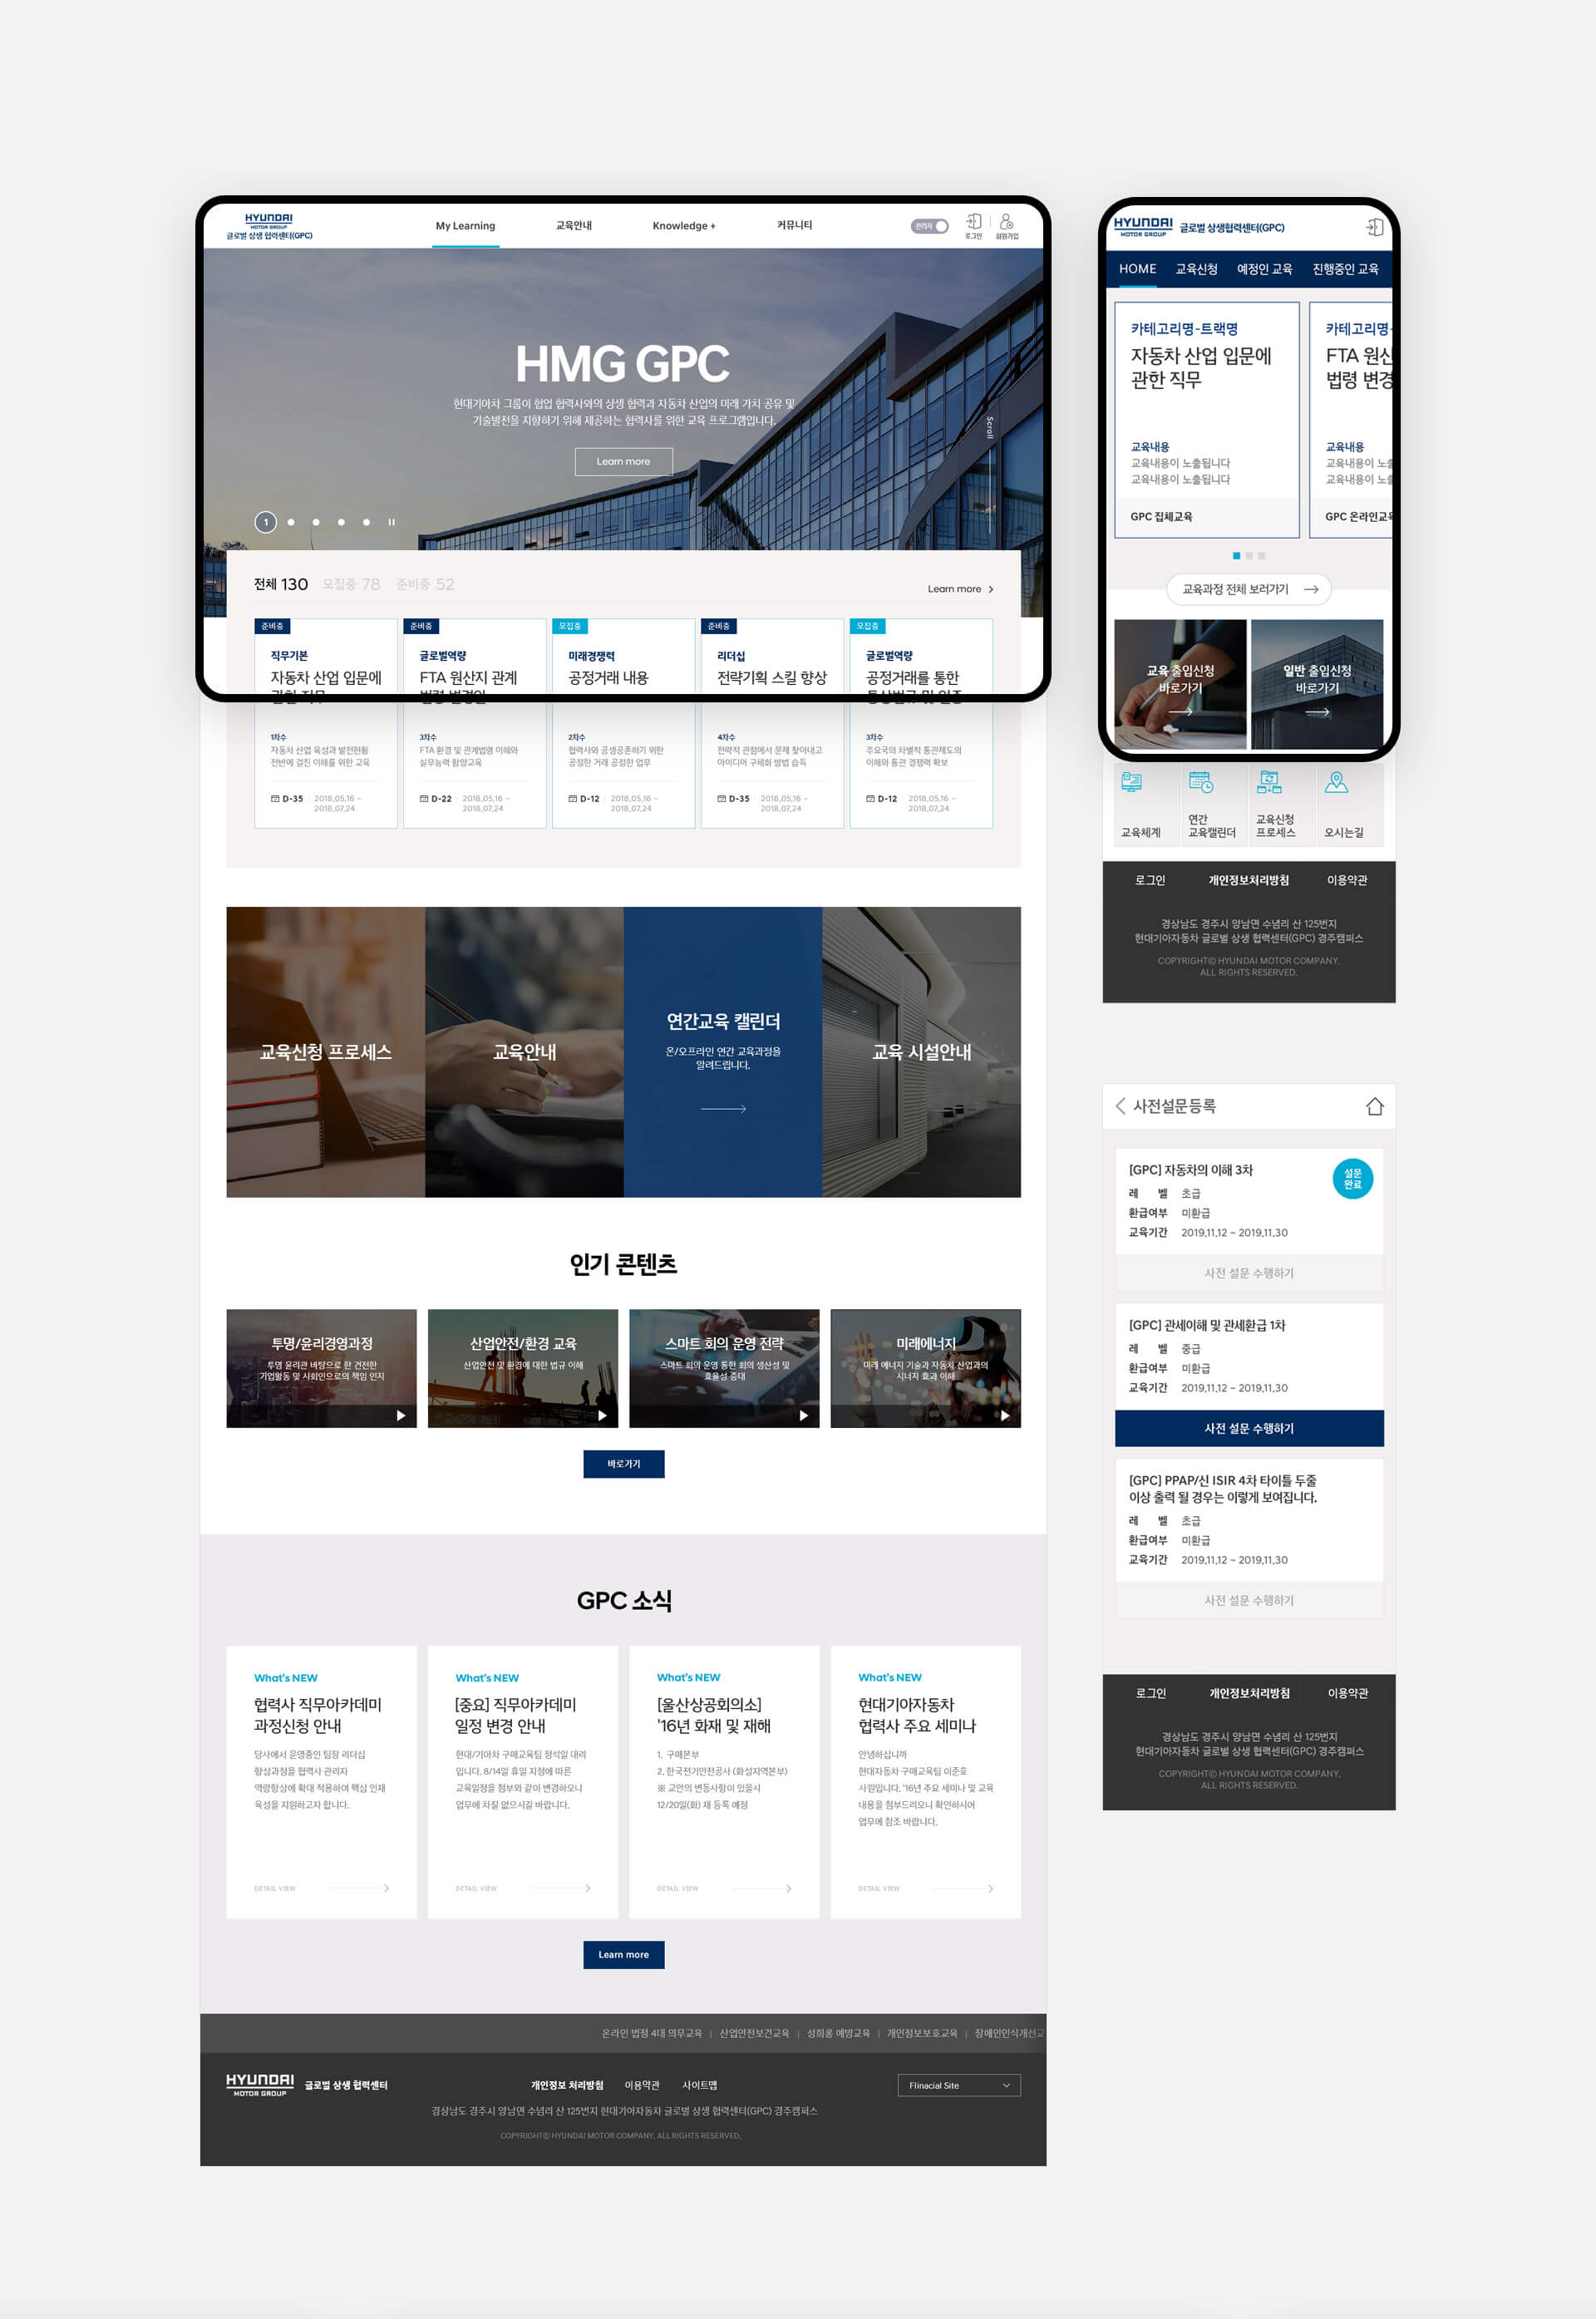 HYUNDAI
MOTOR GROUP
글로벌 상생 협력센터(GPC)
My Learning
교육안내
Knowledge +
커뮤니티
관리자
로그인
회원가입
HMG GPC
현대기아차 그룹이 협업 협력사와의 상생 협력과 자동차 산업의 미래 가치 공유 및
기술발전을 지향하기 위해 제공하는 협력사를 위한 교육 프로그램입니다.
Learn more
Scroll
1
전체 130 모집중 78 준비중 52
Learn more
준비중
직무기본
자동차 산업 입문에
관한 직무
1차수
자동차 산업 육성과 발전현황
전반에 걸친 이해를 위한 교육
D-35
2018.05.16 -
2018.07.24
준비중
글로벌역량
FTA 원산지 관계
3차수
FTA 환경 및 관계법령 이해와
실무능력 함양교육
D-22
2018.05.16 -
2018.07.24
모집중
미래경쟁력
공정거래 내용
2차수
협력사와 공생공존하기 위한
공정한 거래 공정한 업무
D-12
2018.05.16 -
2018.07.24
준비중
리더십
전략기획 스킬 향상
4차수
전략적 관점에서 문제 찾아내고
아이디어 구체화 방법 습득
D-35
2018.05.16 -
2018.07.24
모집중
글로벌역량
공정거래를 통한
3차수
주요국의 차별적 통관제도의
이해와 통관 경쟁력 확보
D-12
2018.05.16 -
2018.07.24
교육신청 프로세스
교육안내
연간교육 캘린더
온/오프라인 연간 교육과정을
알려드립니다.
교육 시설안내
인기 콘텐츠
투명/윤리경영과정
투명 윤리관 바탕으로 한 건전한
기업활동 및 사회인으로의 책임 인지
산업안전/환경 교육
산업안전 및 환경에 대한 법규 이해
스마트 회의 운영 전략
스마트 회의 운영 통한 회의 생산성 및
효율성 증대
미래에너지
미래 에너지 기술과 자동차 산업과의
시너지 효과 이해
바로가기
GPC 소식
What's NEW
협력사 직무아카데미
과정신청 안내
당사에서 운영중인 팀장 리더십
향상과정을 협력사 관리자
역량향상에 확대 적용하여 핵심 인재
육성을 지원하고자 합니다.
DETAIL VIEW
What's NEW
[중요] 직무아카데미
일정 변경 안내
현대/기아차 구매교육팀 정석일 대리
입니다. 8/14일 휴일 지정에 따른
교육일정을 첨부와 같이 변경하오니
업무에 차질 없으시길 바랍니다.
DETAIL VIEW
What's NEW
[울산상공회의소]
'16년 화재 및 재해
1. 구매본부
2. 한국전기안전공사 (화성지역본부)
※ 교안의 변동사항이 있을시
12/20일(화) 재 등록 예정
DETAIL VIEW
What's NEW
현대기아자동차
협력사 주요 세미나
안녕하십니까
현대자동차 구매교육팀 이준호
사원입니다. '16년 주요 세미나 및 교육
내용을 첨부드리오니 확인하시어
업무에 참조 바랍니다.
DETAIL VIEW
Learn more
온라인 법정 4대 의무교육 | 산업안전보건교육 | 성희롱 예방교육 | 개인정보보호교육 | 장애인인식개선교
HYUNDAI
MOTOR GROUP
글로벌 상생 협력센터
개인정보 처리방침 이용약관 사이트맵
Flinacial Site
경상남도 경주시 양남면 수념리 산 125번지 현대기아자동차 글로벌 상생 협력센터(GPC) 경주캠퍼스
COPYRIGHT© HYUNDAI MOTOR COMPANY. ALL RIGHTS RESERVED.
HYUNDAI
MOTOR GROUP
글로벌 상생협력센터(GPC)
HOME 교육신청 예정인 교육 진행중인 교육
카테고리명-트랙명
자동차 산업 입문에
관한 직무
교육내용
교육내용이 노출됩니다
교육내용이 노출됩니다
GPC 집체교육
카테고리명-
FTA 원산
법령 변경
교육내용
교육내용이 노출
교육내용이 노출
GPC 온라인교육
교육과정 전체 보러가기
교육 출입신청
바로가기
일반 출입신청
바로가기
교육체계
연간
교육캘린더
교육신청
프로세스
오시는길
로그인 개인정보처리방침 이용약관
경상남도 경주시 양남면 수념리 산 125번지
현대기아자동차 글로벌 상생 협력센터(GPC) 경주캠퍼스
COPYRIGHT© HYUNDAI MOTOR COMPANY.
ALL RIGHTS RESERVED.
사전설문등록
[GPC] 자동차의 이해 3차
설문
완료
레 벨 초급
환급여부 미환급
교육기간 2019.11.12 ~ 2019.11.30
사전 설문 수행하기
[GPC] 관세이해 및 관세환급 1차
레 벨 중급
환급여부 미환급
교육기간 2019.11.12 ~ 2019.11.30
사전 설문 수행하기
[GPC] PPAP/신 ISIR 4차 타이틀 두줄
이상 출력 될 경우는 이렇게 보여집니다.
레 벨 초급
환급여부 미환급
교육기간 2019.11.12 ~ 2019.11.30
사전 설문 수행하기
로그인 개인정보처리방침 이용약관
경상남도 경주시 양남면 수념리 산 125번지
현대기아자동차 글로벌 상생 협력센터(GPC) 경주캠퍼스
COPYRIGHT© HYUNDAI MOTOR COMPANY.
ALL RIGHTS RESERVED.